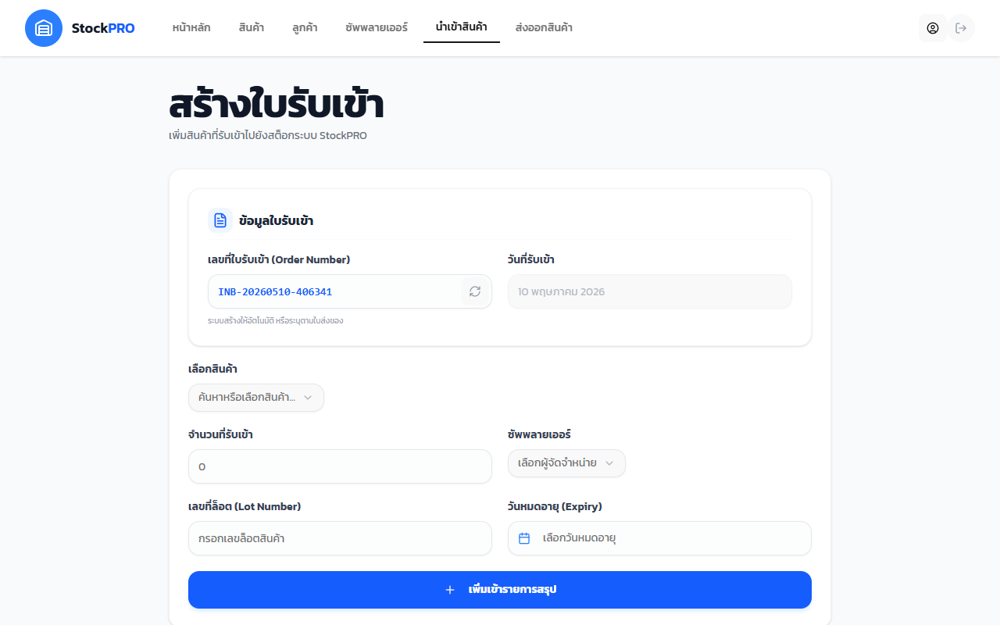 StockPRO
หน้าหลัก
สินค้า
ลูกค้า
ซัพพลายเออร์
นำเข้าสินค้า
ส่งออกสินค้า
สร้างใบรับเข้า
เพิ่มสินค้าที่รับเข้าไปยังสต็อกระบบ StockPRO
ข้อมูลใบรับเข้า
เลขที่ใบรับเข้า (Order Number)
วันที่รับเข้า
INB-20260510-406341
10 พฤษภาคม 2026
ระบบสร้างให้อัตโนมัติ หรือระบุตามใบส่งของ
เลือกสินค้า
ค้นหาหรือเลือกสินค้า...
จำนวนที่รับเข้า
ซัพพลายเออร์
0
เลือกผู้จัดจำหน่าย
เลขที่ล็อต (Lot Number)
วันหมดอายุ (Expiry)
กรอกเลขล็อตสินค้า
เลือกวันหมดอายุ
เพิ่มเข้ารายการสรุป